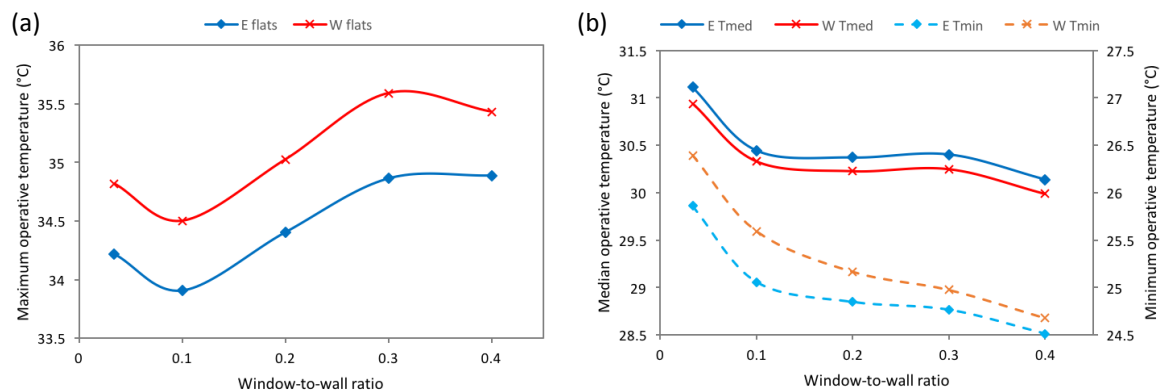 (a)
E flats W flats
Maximum operative temperature (°C)
36
35.5
35
34.5
34
33.5
0 0.1 0.2 0.3 0.4
Window-to-wall ratio
(b)
E Tmed W Tmed E Tmin W Tmin
Median operative temperature (°C)
31.5
31
30.5
30
29.5
29
28.5
0 0.1 0.2 0.3 0.4
Window-to-wall ratio
27.5
27
26.5
26
25.5
25
24.5
Minimum operative temperature (°C)